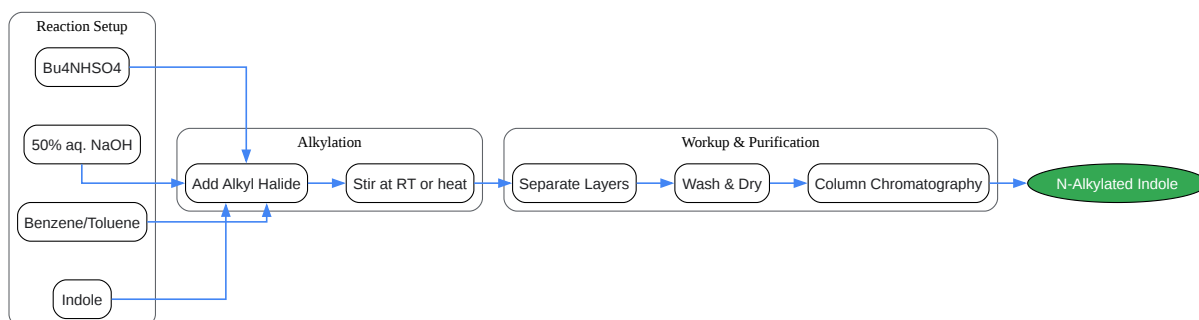 Reaction Setup
Bu4NHSO4
50% aq. NaOH
Benzene/Toluene
Indole
Alkylation
Add Alkyl Halide
Stir at RT or heat
Workup & Purification
Separate Layers
Wash & Dry
Column Chromatography
N-Alkylated Indole